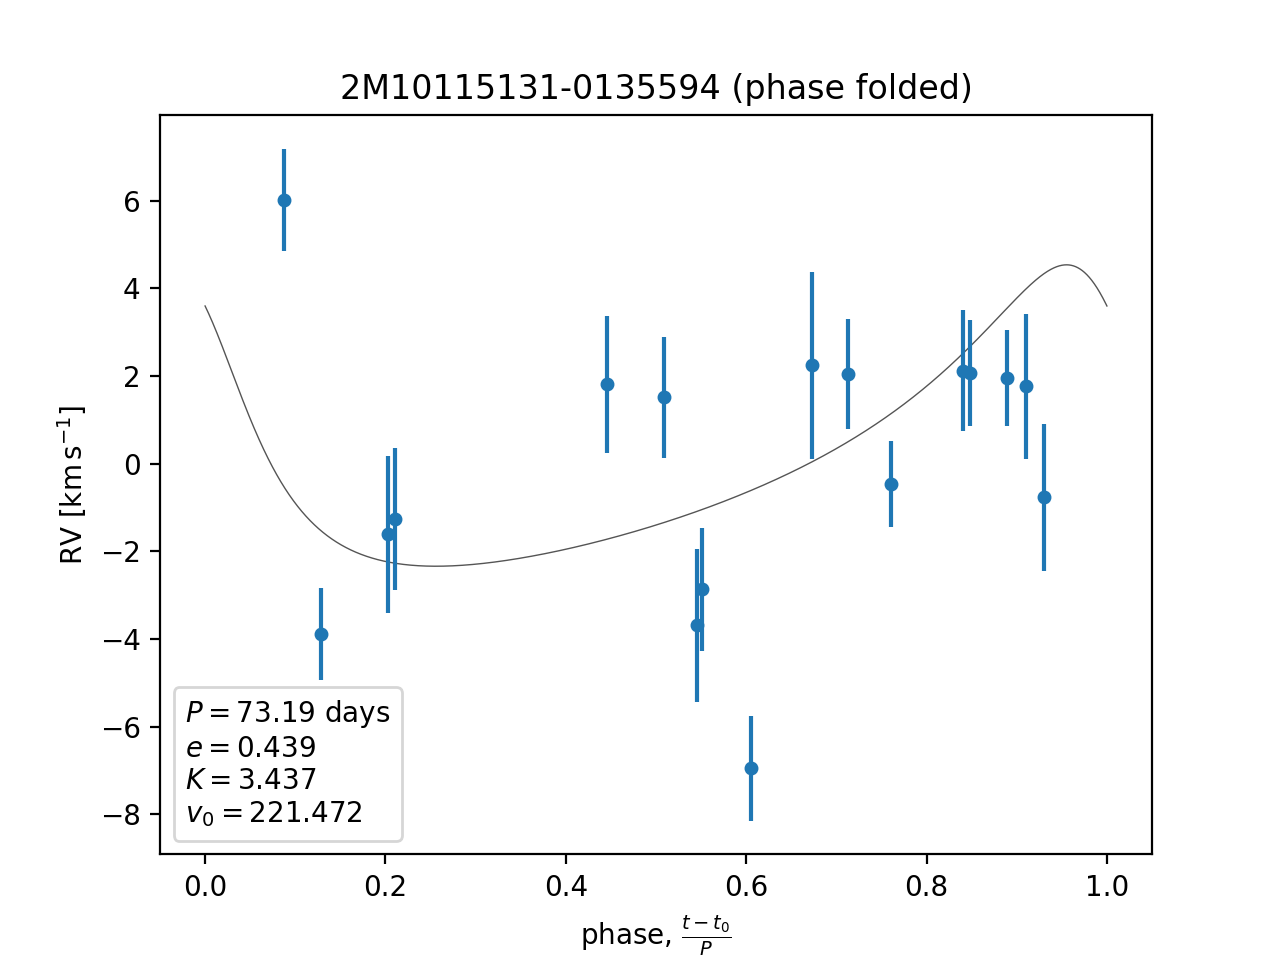 2M10115131-0135594 (phase folded)
6
4
2
0
−2
−4
−6
−8
RV [km s⁻¹]
P = 73.19 days
e = 0.439
K = 3.437
v₀ = 221.472
0.0 0.2 0.4 0.6 0.8 1.0
phase, (t − t₀)/P